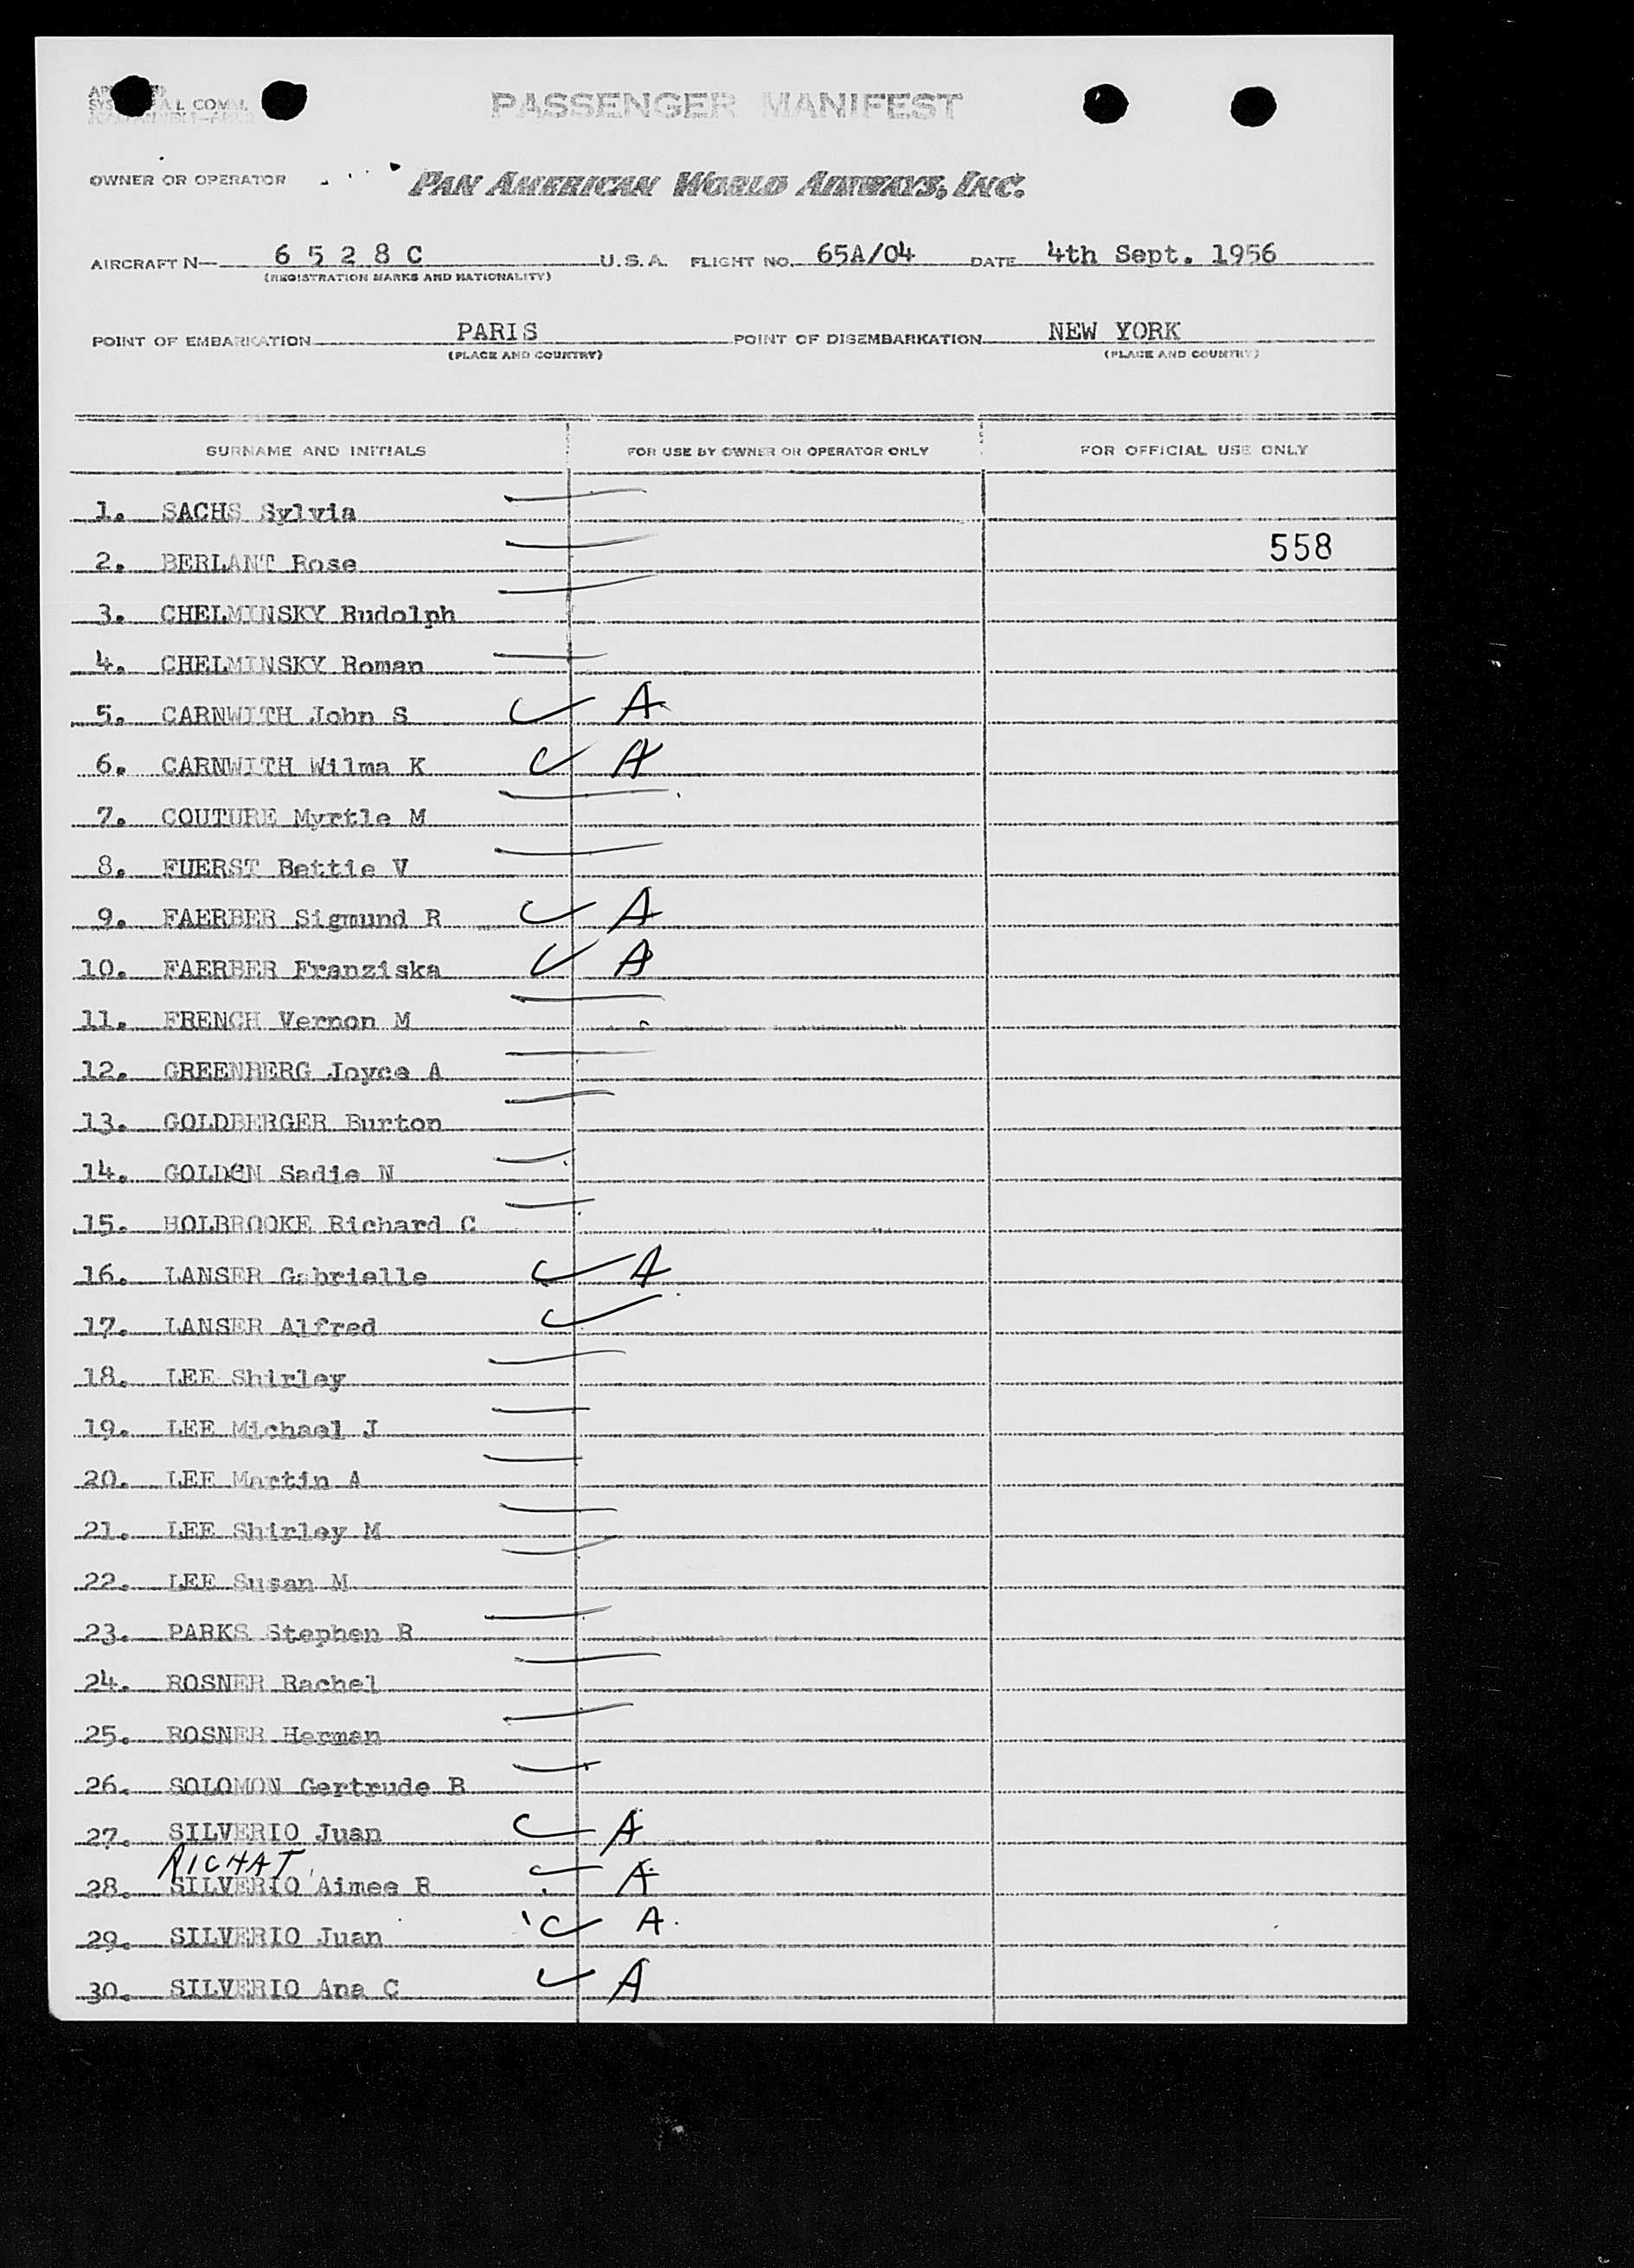 PASSENGER MANIFEST
OWNER OR OPERATOR PAN AMERICAN WORLD AIRWAYS, INC.
AIRCRAFT N— 6 5 2 8 C U.S.A. FLIGHT NO. 65A/04 DATE 4th Sept. 1956
(REGISTRATION MARKS AND NATIONALITY)
POINT OF EMBARKATION PARIS POINT OF DISEMBARKATION NEW YORK
(PLACE AND COUNTRY) (PLACE AND COUNTRY)
SURNAME AND INITIALS FOR USE BY OWNER OR OPERATOR ONLY FOR OFFICIAL USE ONLY
1. SACHS Sylvia
558
2. BERLANT Rose
3. CHELMINSKY Rudolph
4. CHELMINSKY Roman
5. CARNWITH John S A
6. CARNWITH Wilma K A
7. COUTURE Myrtle M
8. FUERST Bettie V
9. FAERBER Sigmund R A
10. FAERBER Franziska A
11. FRENCH Vernon M
12. GREENBERG Joyce A
13. GOLDBERGER Burton
14. GOLDEN Sadie N
15. HOLBROOKE Richard C
16. LANSER Gabrielle A
17. LANSER Alfred
18. LEE Shirley
19. LEE Michael J
20. LEE Martin A
21. LEE Shirley M
22. LEE Susan M
23. PARKS Stephen R
24. ROSNER Rachel
25. ROSNER Herman
26. SOLOMON Gertrude B
27. SILVERIO Juan A
RICHAT
28. SILVERIO Aimee R A
29. SILVERIO Juan A.
30. SILVERIO Ana C A